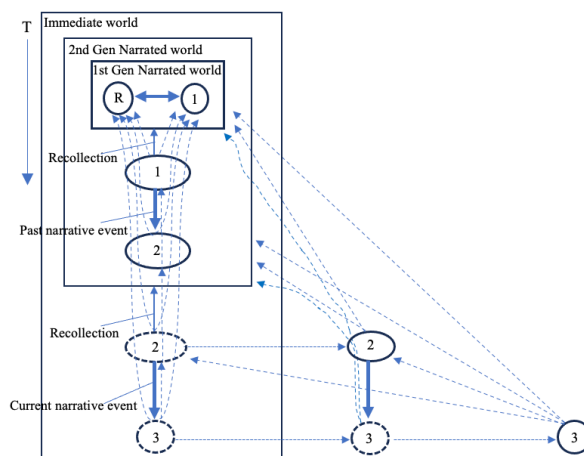 T
Immediate world
2nd Gen Narrated world
1st Gen Narrated world
R
1
Recollection
1
Past narrative event
2
Recollection
2
2
Current narrative event
3
3
3